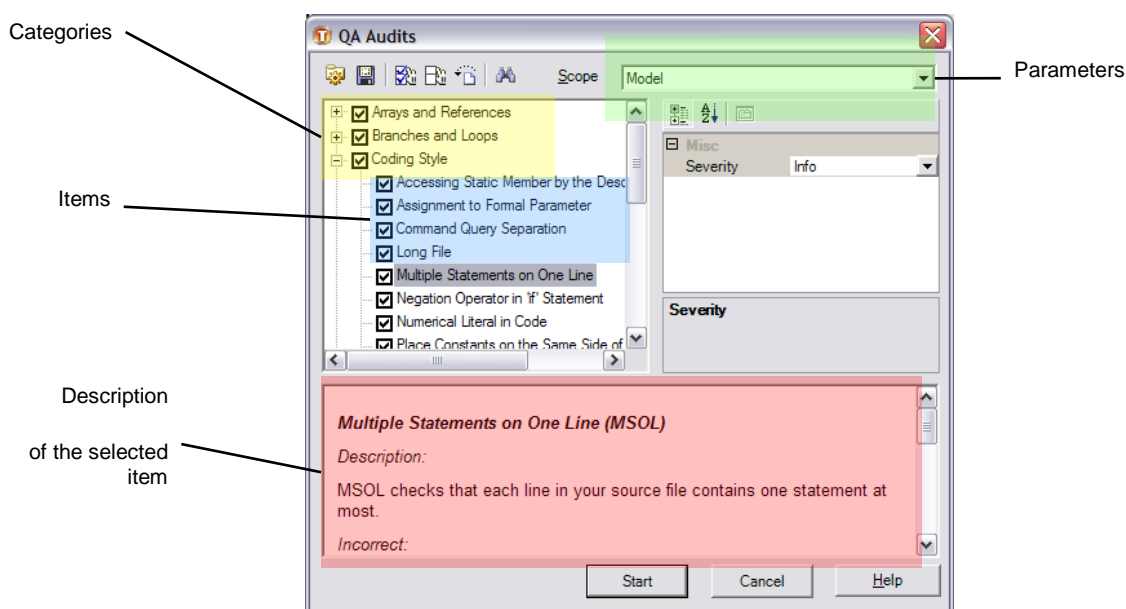 Categories
Items
Description
of the selected
item
Parameters
QA Audits
Scope
Model
Arrays and References
Branches and Loops
Coding Style
Accessing Static Member by the Desc
Assignment to Formal Parameter
Command Query Separation
Long File
Multiple Statements on One Line
Negation Operator in 'if' Statement
Numerical Literal in Code
Place Constants on the Same Side of
Misc
Severity Info
Severity
Multiple Statements on One Line (MSOL)
Description:
MSOL checks that each line in your source file contains one statement at
most.
Incorrect:
Start Cancel Help